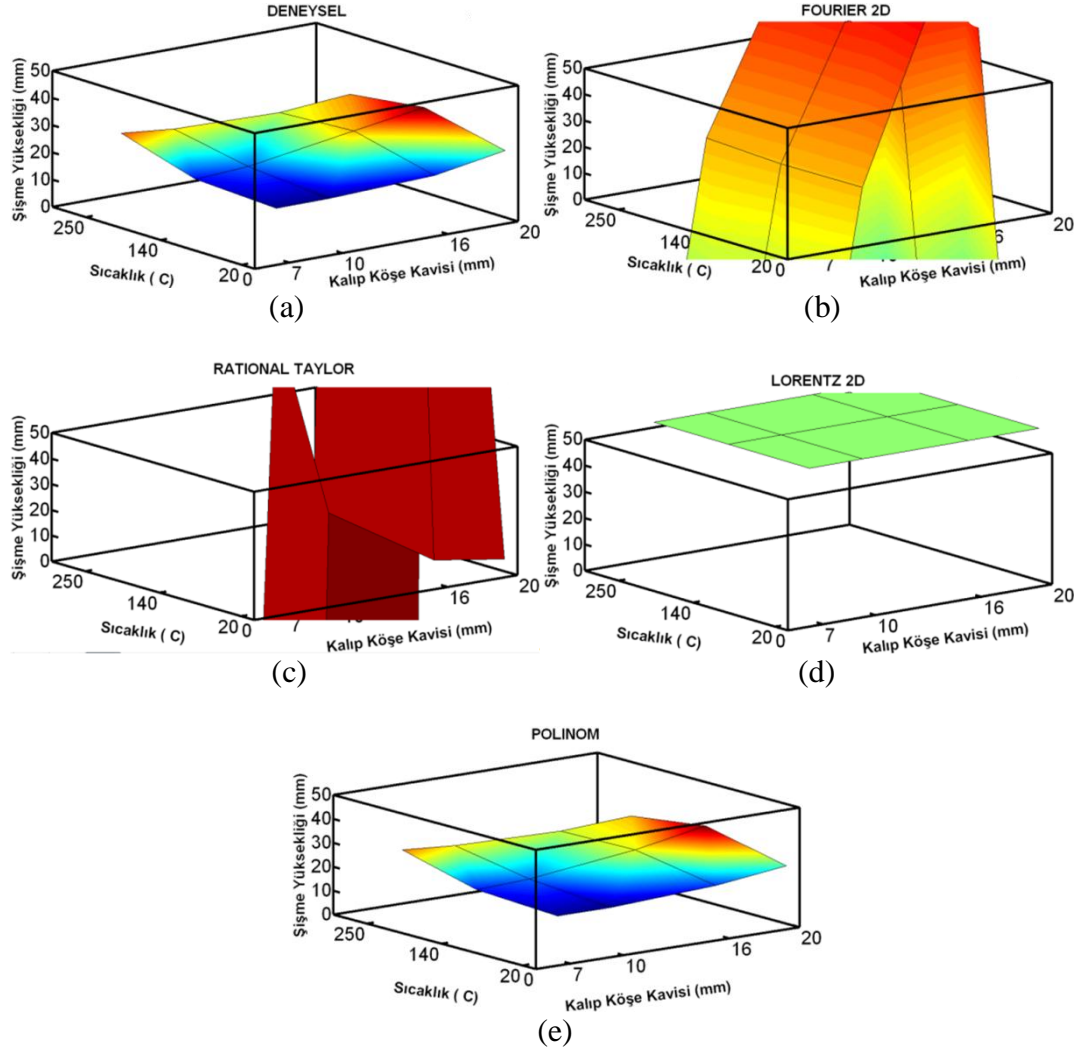 DENEYSEL
Şişme Yüksekliği (mm)
50
40
30
20
10
0
250
140
20
Sıcaklık ( C)
0
7
10
16
20
Kalıp Köşe Kavisi (mm)
(a)
FOURIER 2D
Şişme Yüksekliği (mm)
50
40
30
20
10
0
250
140
20
Sıcaklık ( C)
0
7
20
Kalıp Köşe Kavisi (mm)
(b)
RATIONAL TAYLOR
Şişme Yüksekliği (mm)
50
40
30
20
10
0
250
140
20
Sıcaklık ( C)
0
7
16
20
Kalıp Köşe Kavisi (mm)
(c)
LORENTZ 2D
Şişme Yüksekliği (mm)
50
40
30
20
10
0
250
140
20
Sıcaklık ( C)
0
7
10
16
20
Kalıp Köşe Kavisi (mm)
(d)
POLINOM
Şişme Yüksekliği (mm)
50
40
30
20
10
0
250
140
20
Sıcaklık ( C)
0
7
10
16
20
Kalıp Köşe Kavisi (mm)
(e)